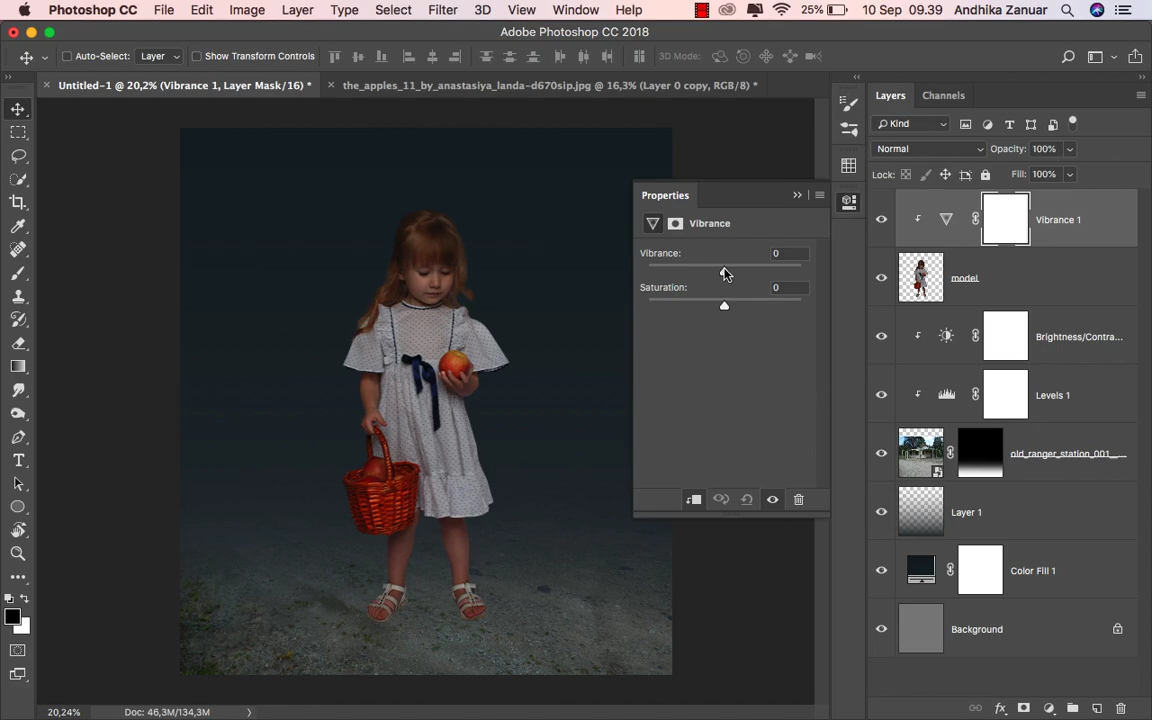 Photoshop CC File Edit Image Layer Type Select Filter 3D View Window Help 25% 10 Sep 09.39 Andhika Zanuar
Adobe Photoshop CC 2018
Auto-Select: Layer Show Transform Controls 3D Mode:
Untitled-1 @ 20,2% (Vibrance 1, Layer Mask/16) * the_apples_11_by_anastasiya_landa-d670sip.jpg @ 16,3% (Layer 0 copy, RGB/8) *
Layers Channels
Kind
Normal Opacity: 100%
Lock: Fill: 100%
Properties
Vibrance
Vibrance: 0
Saturation: 0
Vibrance 1
model
Brightness/Contra...
Levels 1
old_ranger_station_001_...
Layer 1
Color Fill 1
Background
20,24% Doc: 46,3M/134,3M